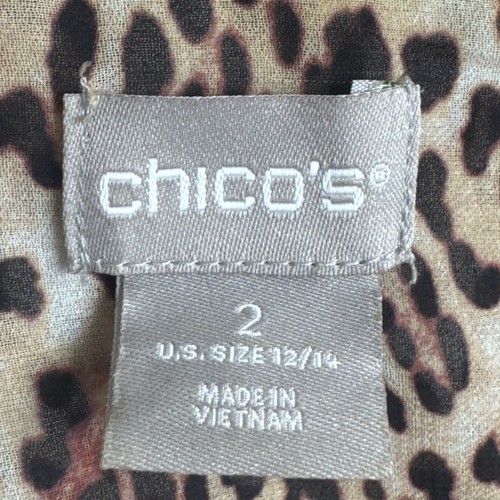 chico's®
2
U.S. SIZE 12/14
MADE IN
VIETNAM